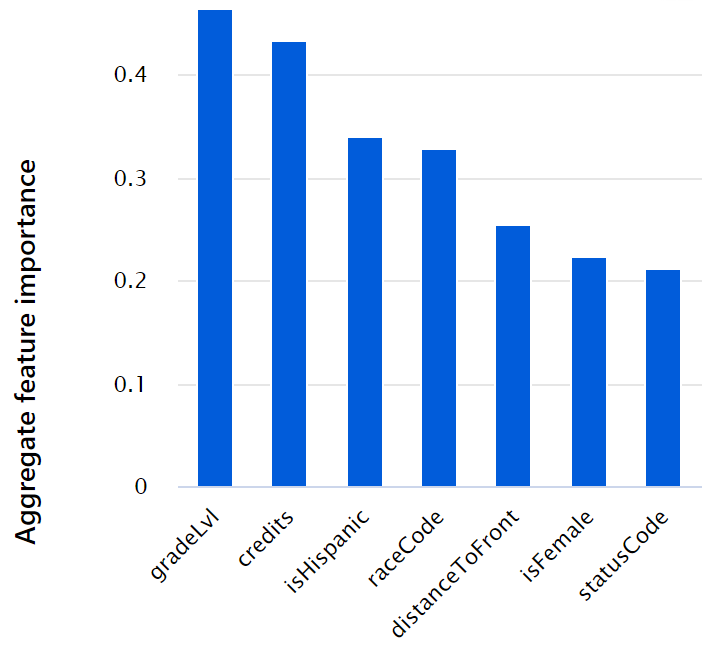 Aggregate feature importance
0.4
0.3
0.2
0.1
0
gradeLvl
credits
isHispanic
raceCode
distanceToFront
isFemale
statusCode